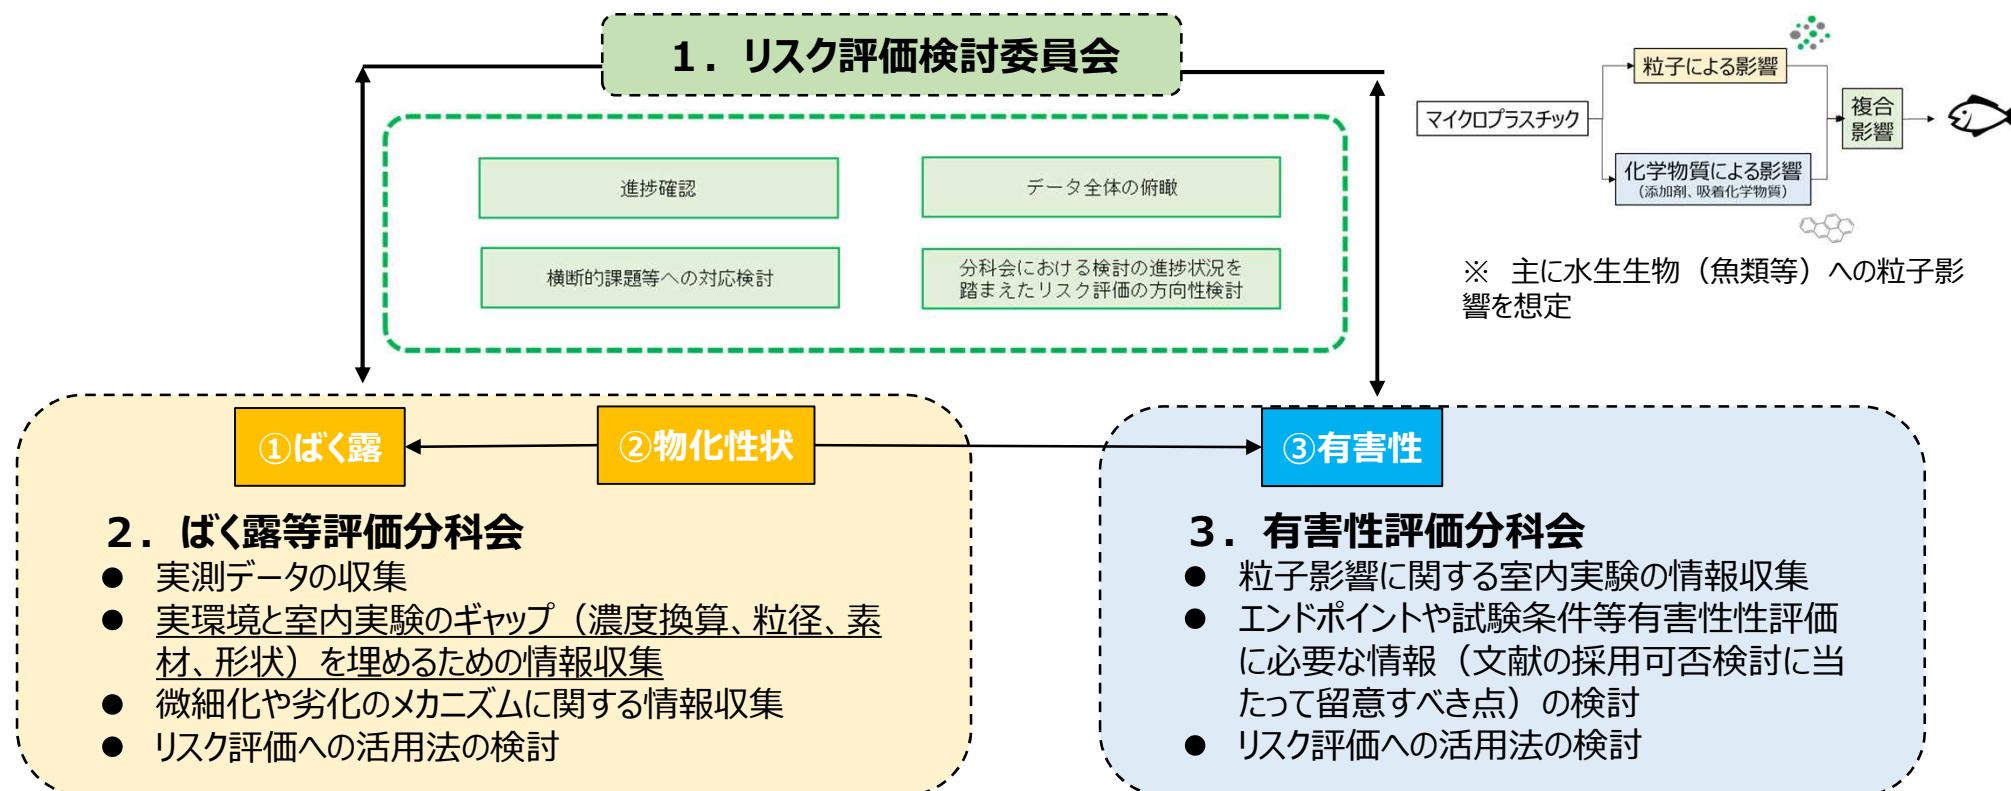 1. リスク評価検討委員会
進捗確認
データ全体の俯瞰
横断的課題等への対応検討
分科会における検討の進捗状況を
踏まえたリスク評価の方向性検討
マイクロプラスチック
粒子による影響
化学物質による影響
(添加剤、吸着化学物質)
複合
影響
※ 主に水生生物（魚類等）への粒子影
響を想定
①ばく露
②物化性状
③有害性
2. ばく露等評価分科会
● 実測データの収集
● 実環境と室内実験のギャップ（濃度換算、粒径、素
材、形状）を埋めるための情報収集
● 微細化や劣化のメカニズムに関する情報収集
● リスク評価への活用法の検討
3. 有害性評価分科会
● 粒子影響に関する室内実験の情報収集
● エンドポイントや試験条件等有害性性評価
に必要な情報（文献の採用可否検討に当
たって留意すべき点）の検討
● リスク評価への活用法の検討